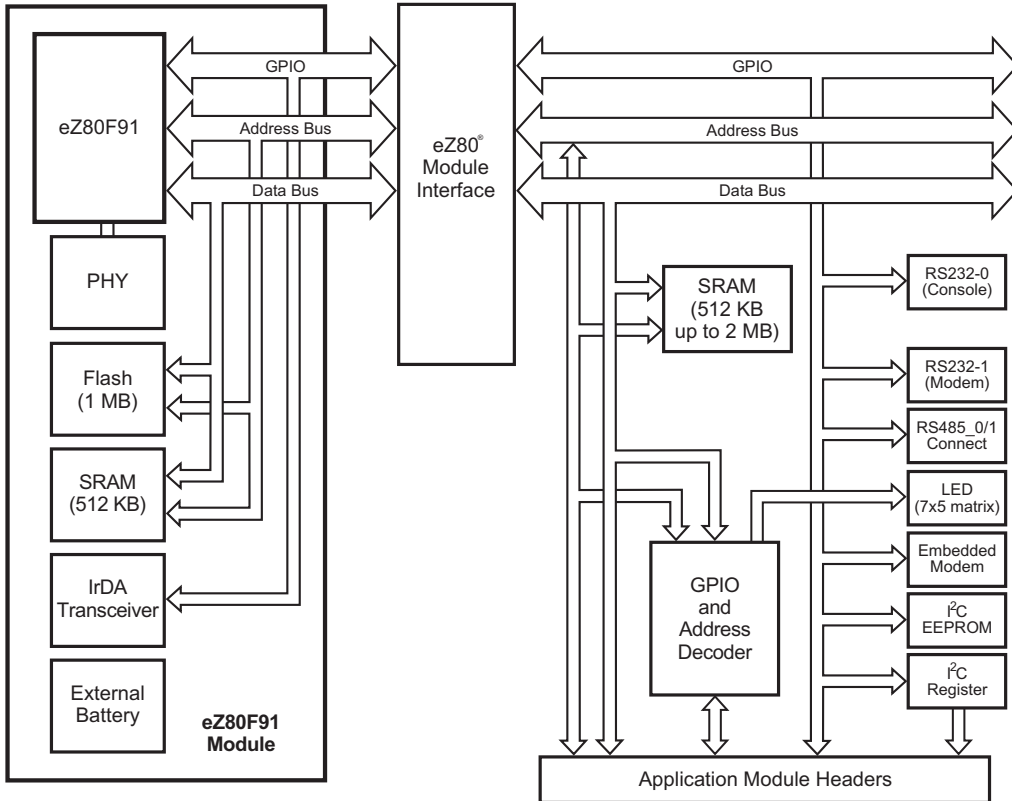 eZ80F91
PHY
Flash
(1 MB)
SRAM
(512 KB)
IrDA
Transceiver
External
Battery
eZ80F91
Module
GPIO
Address Bus
Data Bus
eZ80®
Module
Interface
GPIO
Address Bus
Data Bus
SRAM
(512 KB
up to 2 MB)
GPIO
and
Address
Decoder
RS232-0
(Console)
RS232-1
(Modem)
RS485_0/1
Connect
LED
(7x5 matrix)
Embedded
Modem
I²C
EEPROM
I²C
Register
Application Module Headers